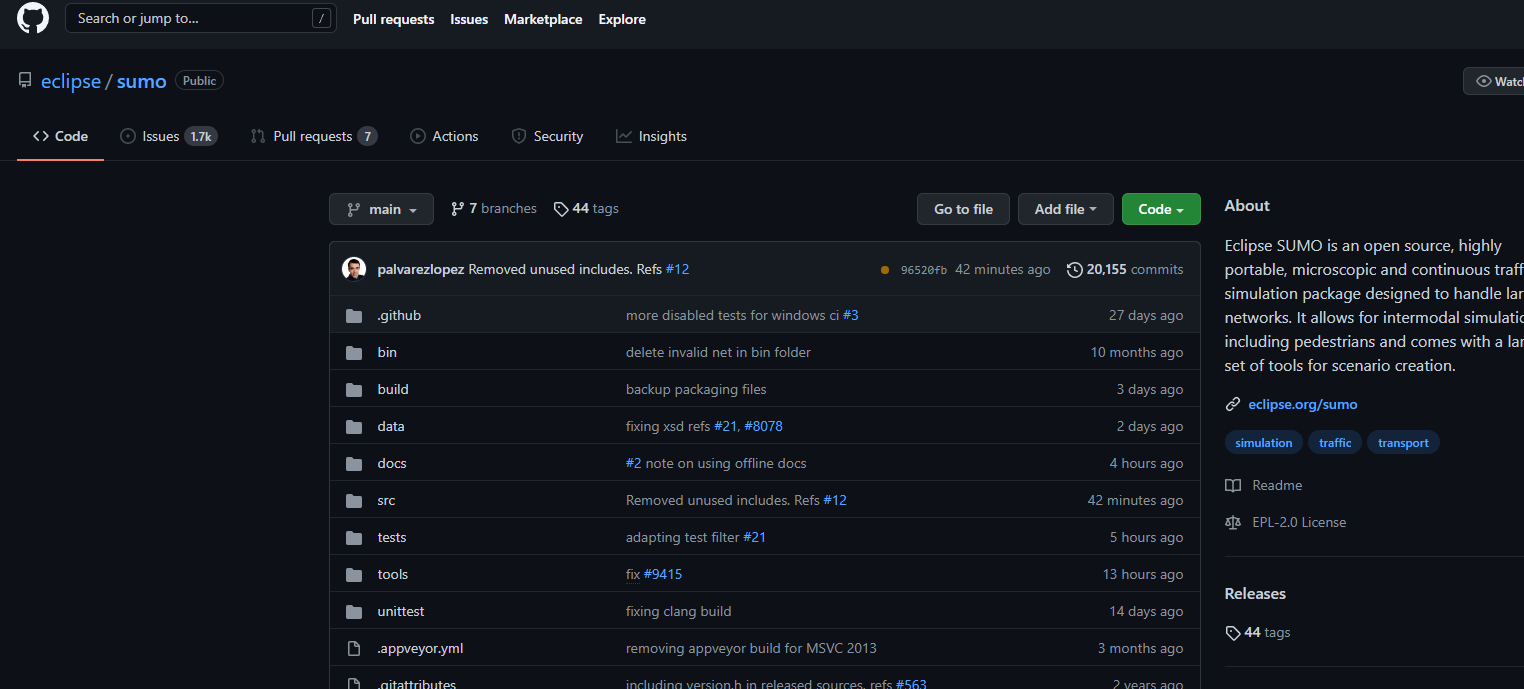 Search or jump to... /
Pull requests Issues Marketplace Explore
eclipse / sumo Public
Code Issues 1.7k Pull requests 7 Actions Security Insights
main 7 branches 44 tags Go to file Add file Code
palvarezlopez Removed unused includes. Refs #12 96520fb 42 minutes ago 20,155 commits
.github more disabled tests for windows ci #3 27 days ago
bin delete invalid net in bin folder 10 months ago
build backup packaging files 3 days ago
data fixing xsd refs #21, #8078 2 days ago
docs #2 note on using offline docs 4 hours ago
src Removed unused includes. Refs #12 42 minutes ago
tests adapting test filter #21 5 hours ago
tools fix #9415 13 hours ago
unittest fixing clang build 14 days ago
.appveyor.yml removing appveyor build for MSVC 2013 3 months ago
.gitattributes including version.h in released sources, refs #563 2 years ago
About
Eclipse SUMO is an open source, highly
portable, microscopic and continuous
simulation package designed to handle
networks. It allows for intermodal
including pedestrians and comes with a
set of tools for scenario creation.
eclipse.org/sumo
simulation traffic transport
Readme
EPL-2.0 License
Releases
44 tags